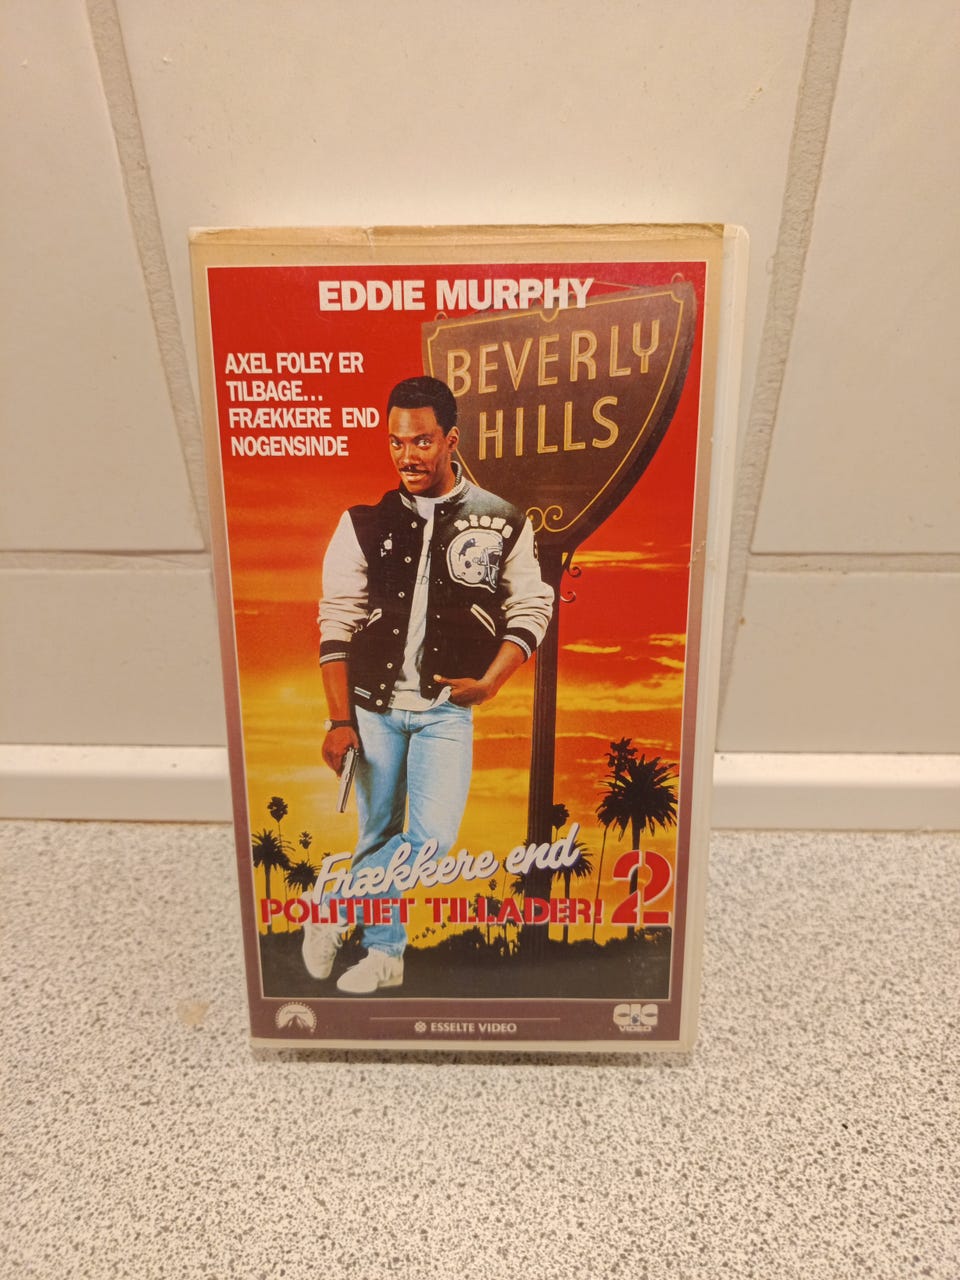 EDDIE MURPHY
BEVERLY
HILLS
AXEL FOLEY ER
TILBAGE...
FRÆKKERE END
NOGENSINDE
LIONS
Frækkere end
POLITIET TILLADER! 2
ESSELTE VIDEO
CIC
VIDEO